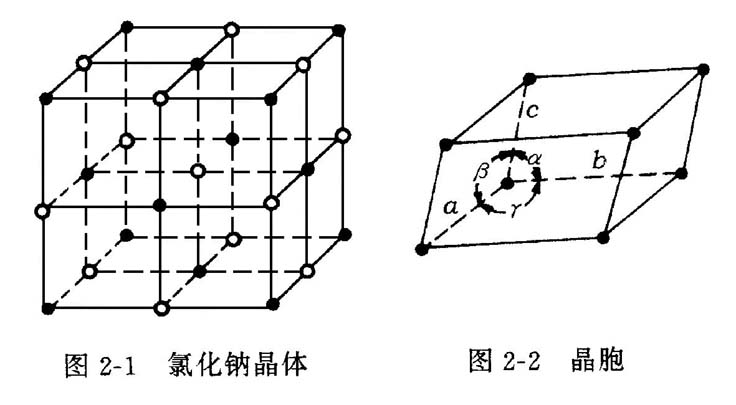 c
β α b
a γ
图 2-1 氯化钠晶体
图 2-2 晶胞